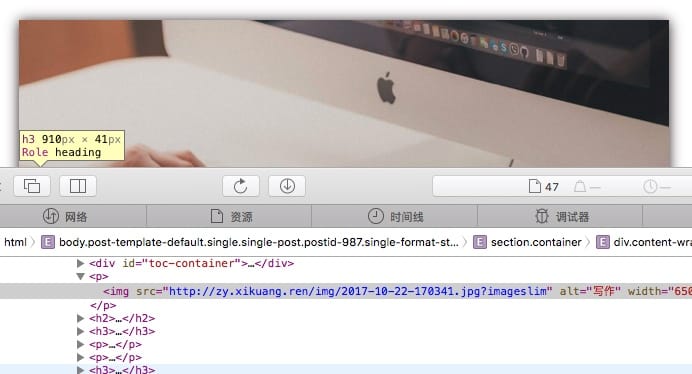 h3 910px × 41px
Role heading
47 — —
网络 资源 时间线 调试器
html E body.post-template-default.single.single-post.postid-987.single-format-st… E section.container E div.content-wra
▶ <div id="toc-container">…</div>
▼ <p>
<img src="http://zy.xikuang.ren/img/2017-10-22-170341.jpg?imageslim" alt="写作" width="650
</p>
▶ <h2>…</h2>
▶ <h3>…</h3>
▶ <p>…</p>
▶ <p>…</p>
▶ <h3>…</h3>